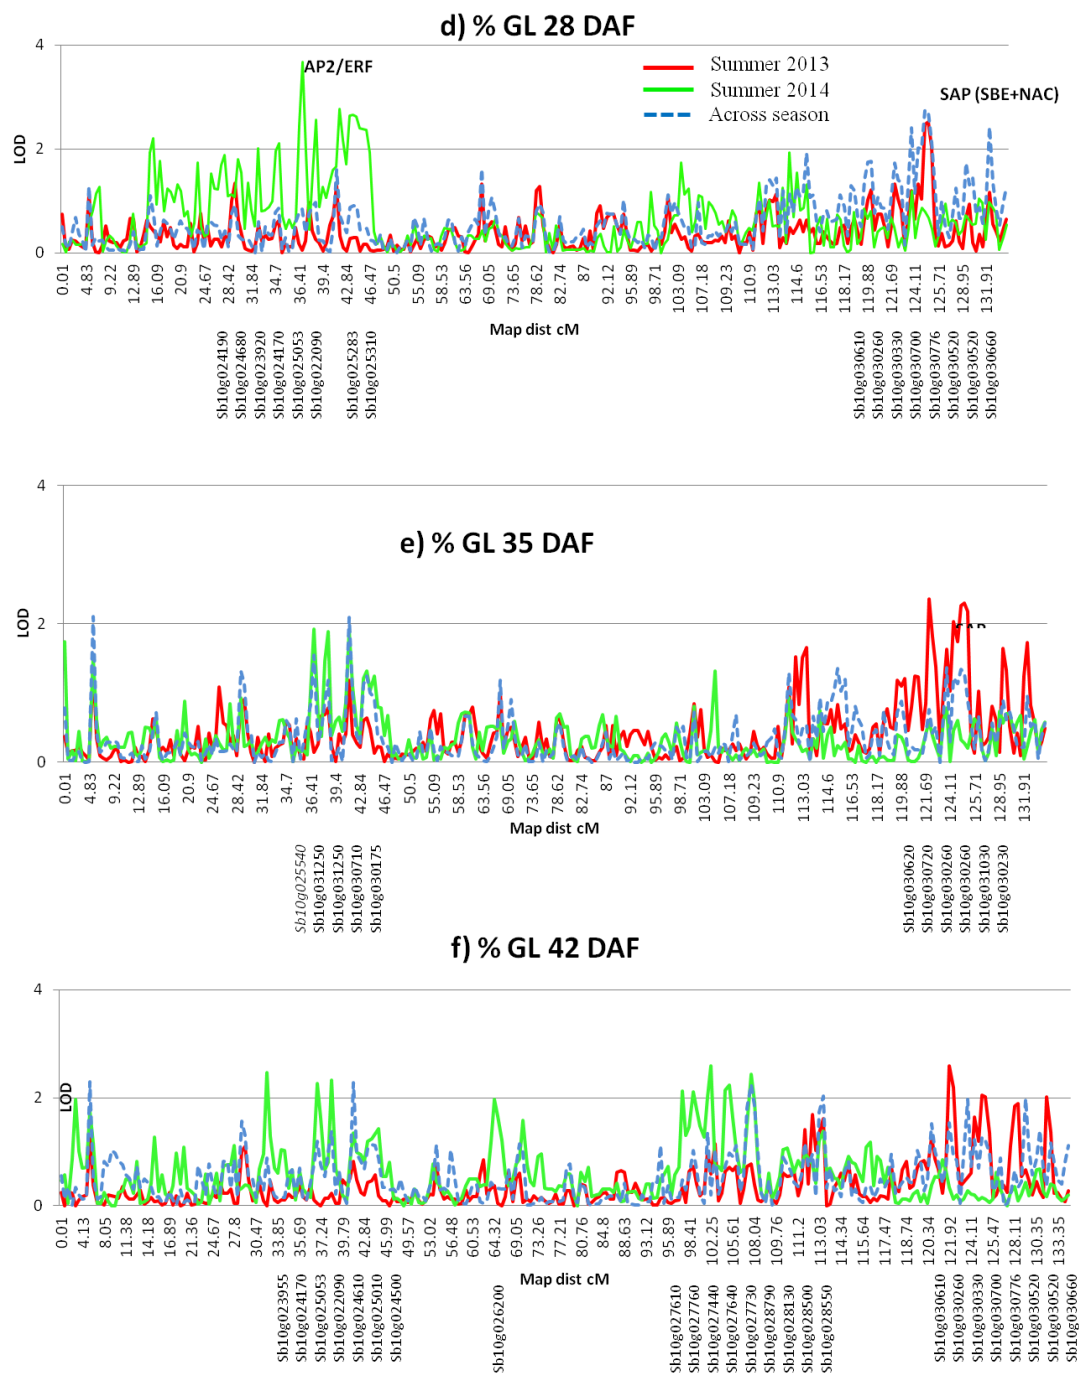 d) % GL 28 DAF
4
2
0
LOD
AP2/ERF
Summer 2013
Summer 2014
Across season
SAP (SBE+NAC)
0.01 4.83 9.22 12.89 16.09 20.9 24.67 28.42 31.84 34.7 36.41 39.4 42.84 46.47 50.5 55.09 58.53 63.56 69.05 73.65 78.62 82.74 87 92.12 95.89 98.71 103.09 107.18 109.23 110.9 113.03 114.6 116.53 118.17 119.88 121.69 124.11 125.71 128.95 131.91
Map dist cM
Sb10g024190
Sb10g024680
Sb10g023920
Sb10g024170
Sb10g025053
Sb10g022090
Sb10g025283
Sb10g025310
Sb10g030610
Sb10g030260
Sb10g030330
Sb10g030700
Sb10g030776
Sb10g030520
Sb10g030520
Sb10g030660
4
2
0
LOD
e) % GL 35 DAF
0.01 4.83 9.22 12.89 16.09 20.9 24.67 28.42 31.84 34.7 36.41 39.4 42.84 46.47 50.5 55.09 58.53 63.56 69.05 73.65 78.62 82.74 87 92.12 95.89 98.71 103.09 107.18 109.23 110.9 113.03 114.6 116.53 118.17 119.88 121.69 124.11 125.71 128.95 131.91
Map dist cM
Sb10g025540
Sb10g031250
Sb10g031250
Sb10g030710
Sb10g030175
Sb10g030620
Sb10g030720
Sb10g030260
Sb10g030260
Sb10g031030
Sb10g030230
f) % GL 42 DAF
4
2
0
LOD
0.01 4.13 8.05 11.38 14.18 16.89 21.36 24.67 27.8 30.47 33.85 35.69 37.24 39.79 42.84 45.99 49.57 53.02 56.48 60.53 64.32 69.05 73.26 77.21 80.76 84.8 88.63 93.12 95.89 98.41 102.25 105.61 108.04 109.76 111.2 113.03 114.34 115.64 117.47 118.74 120.34 121.92 124.11 125.47 128.11 130.35 133.35
Map dist cM
Sb10g023955
Sb10g024170
Sb10g025053
Sb10g022090
Sb10g024610
Sb10g025010
Sb10g024500
Sb10g026200
Sb10g027610
Sb10g027760
Sb10g027440
Sb10g027640
Sb10g027730
Sb10g028790
Sb10g028130
Sb10g028500
Sb10g028550
Sb10g030610
Sb10g030260
Sb10g030330
Sb10g030700
Sb10g030776
Sb10g030520
Sb10g030520
Sb10g030660